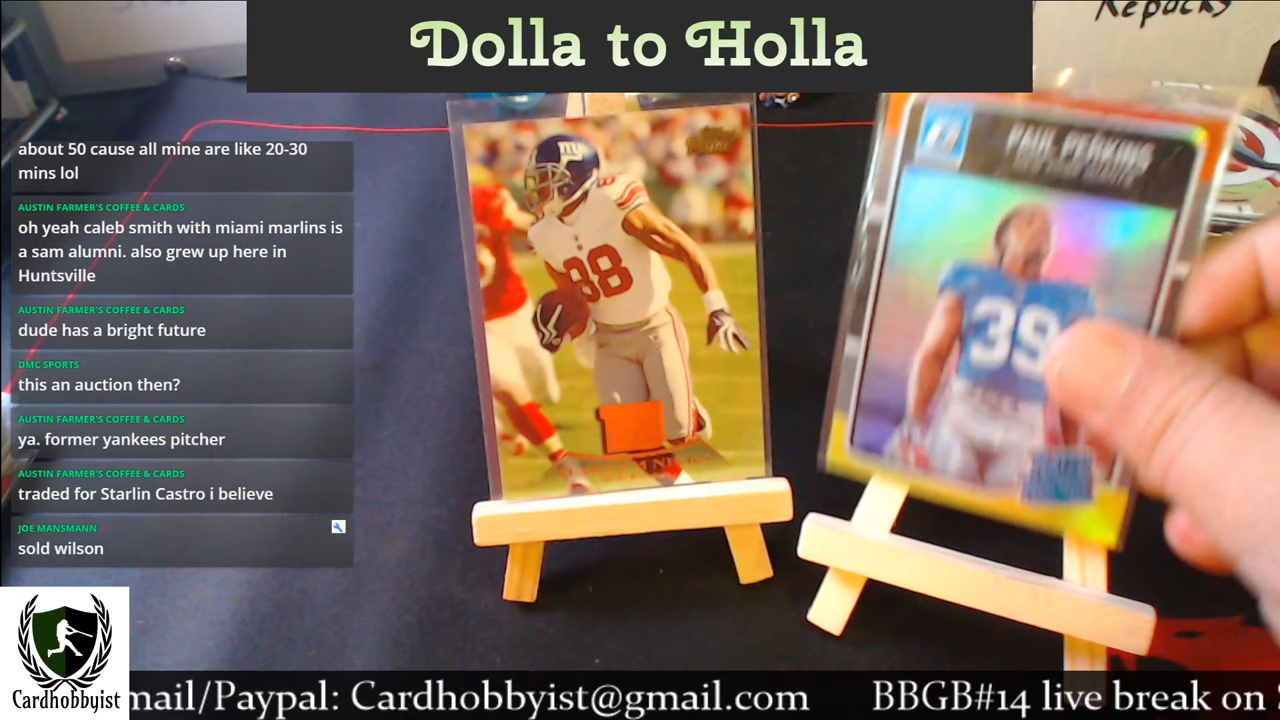 Dolla to Holla
Repacks
about 50 cause all mine are like 20-30
mins lol
AUSTIN FARMER'S COFFEE & CARDS
oh yeah caleb smith with miami marlins is
a sam alumni. also grew up here in
Huntsville
AUSTIN FARMER'S COFFEE & CARDS
dude has a bright future
DMC SPORTS
this an auction then?
AUSTIN FARMER'S COFFEE & CARDS
ya. former yankees pitcher
AUSTIN FARMER'S COFFEE & CARDS
traded for Starlin Castro i believe
JOE MANSMANN
sold wilson
88
PAUL PERKINS
39
Cardhobbyist
mail/Paypal: Cardhobbyist@gmail.com BBGB#14 live break on S